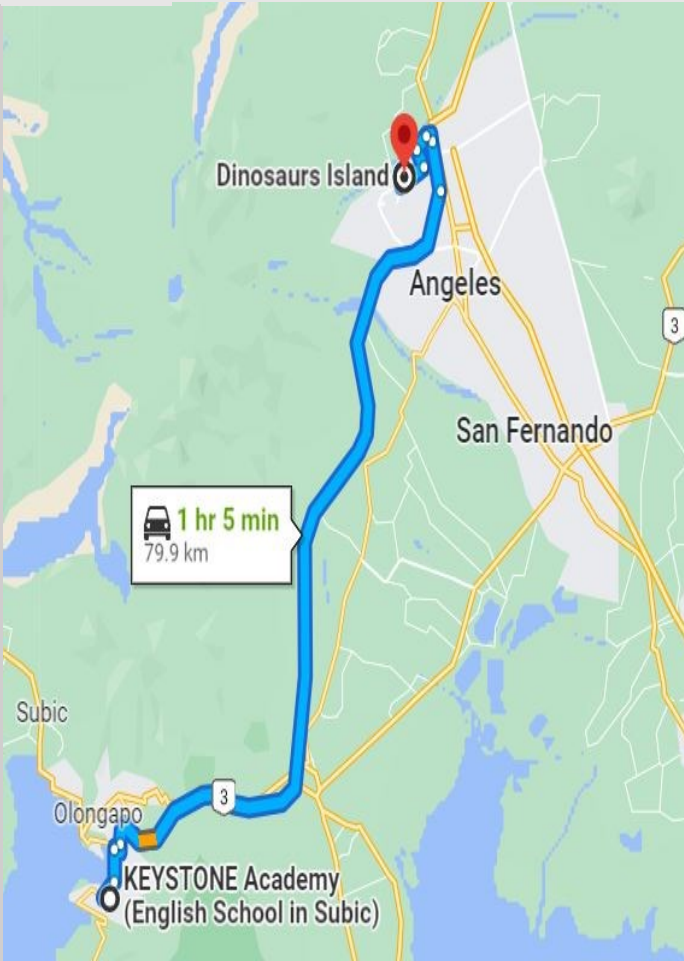 Dinosaurs Island
Angeles
3
San Fernando
1 hr 5 min
79.9 km
Subic
3
Olongapo
KEYSTONE Academy
(English School in Subic)